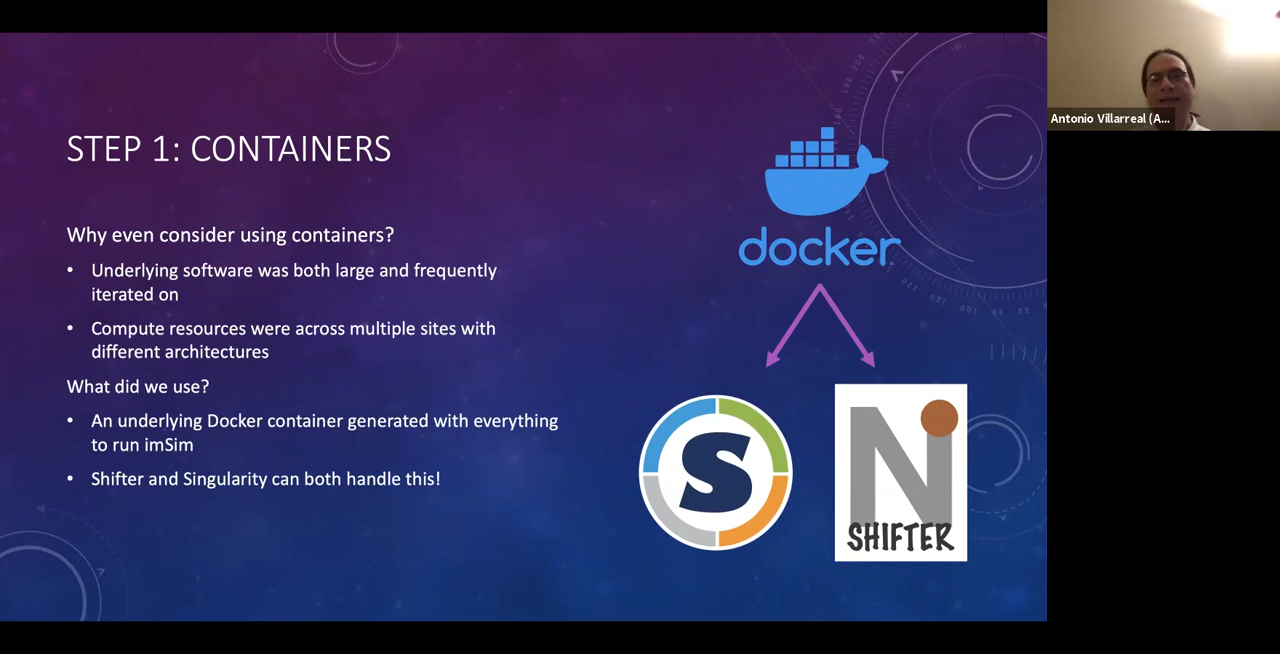 STEP 1: CONTAINERS
Why even consider using containers?
• Underlying software was both large and frequently
iterated on
• Compute resources were across multiple sites with
different architectures
What did we use?
• An underlying Docker container generated with everything
to run imSim
• Shifter and Singularity can both handle this!
docker
S
N
SHIFTER
Antonio Villarreal (A...